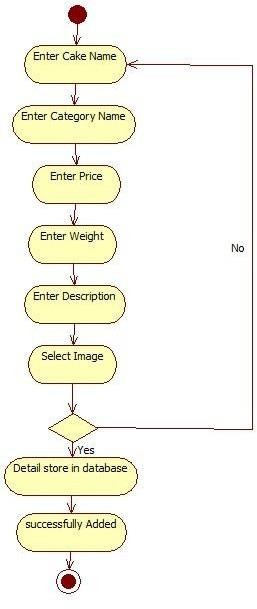 Enter Cake Name
Enter Category Name
Enter Price
Enter Weight
No
Enter Description
Select Image
Yes
Detail store in database
successfully Added